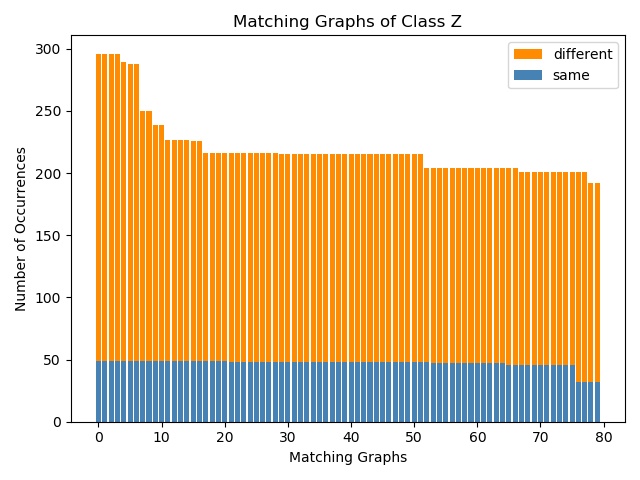 Matching Graphs of Class Z
different
same
Number of Occurrences
300
250
200
150
100
50
0
0 10 20 30 40 50 60 70 80
Matching Graphs